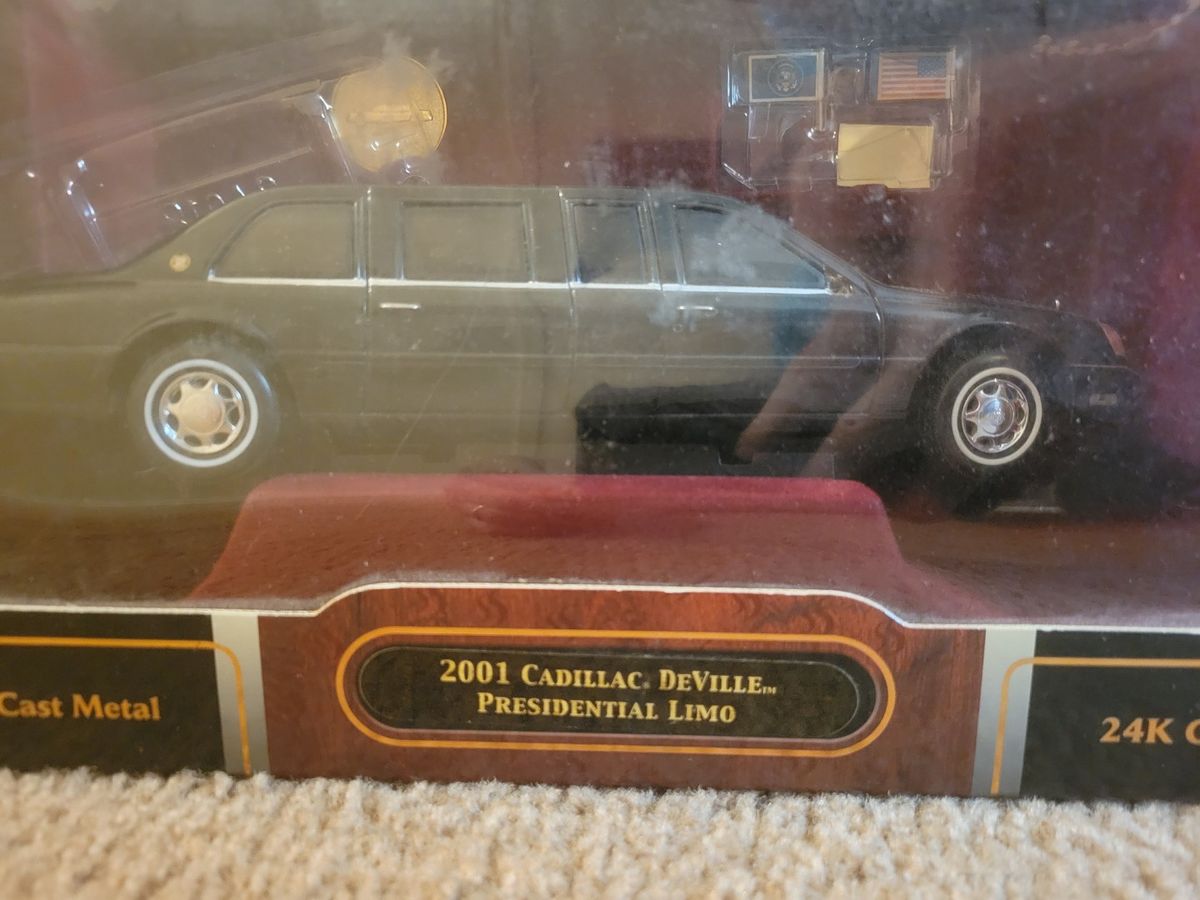 Cast Metal
2001 CADILLAC® DEVILLE™
PRESIDENTIAL LIMO
24K